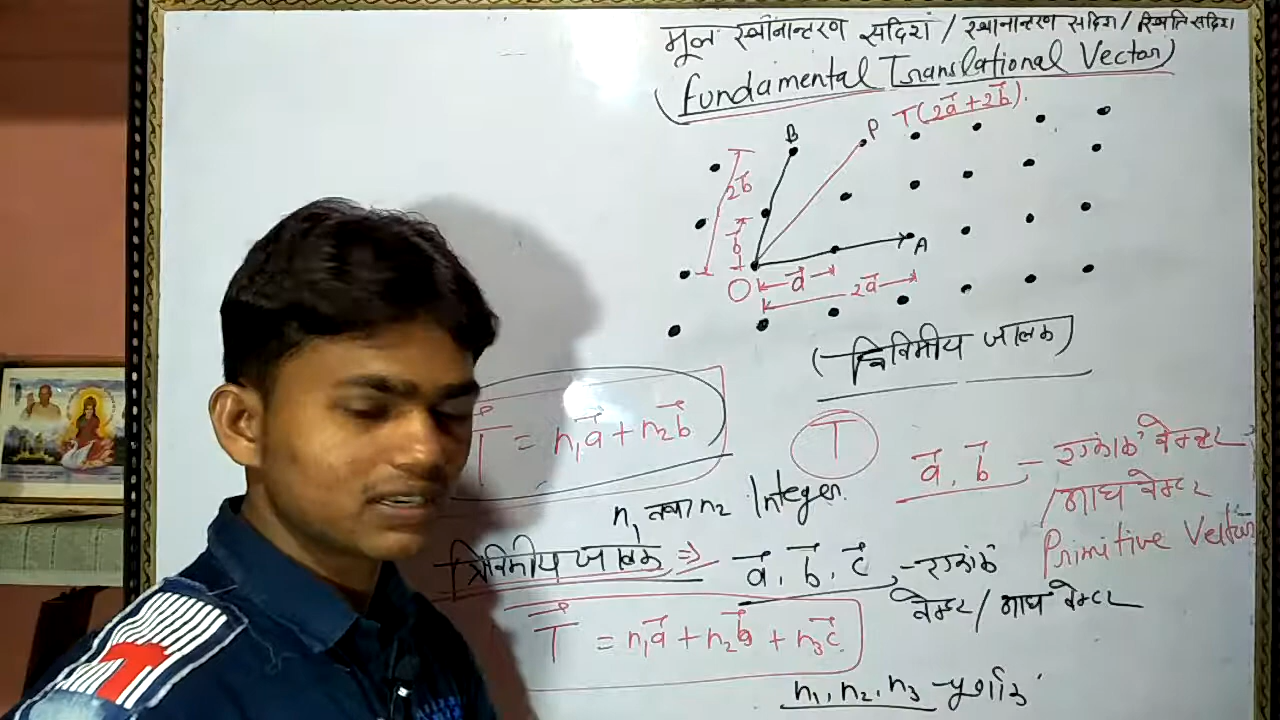 मूल स्थानान्तरण सदिश / स्थानान्तरण सदिश / स्थिति सदिश
(Fundamental Translational Vector)
B
P
T(2a⃗+2b⃗).
2b⃗
b⃗
A
O
a⃗
2a⃗
(त्रिविमीय जालक)
T⃗ = n₁a⃗ + n₂b⃗
T
a⃗, b⃗ – एकांक वेक्टर
/आद्य वेक्टर
Primitive Vector
n₁ तथा n₂ Integer.
त्रिविमीय जालक ⇒ a⃗, b⃗, c⃗ – एकांक
वेक्टर / आद्य वेक्टर
T⃗ = n₁a⃗ + n₂b⃗ + n₃c⃗
n₁, n₂, n₃ – पूर्णांक
T